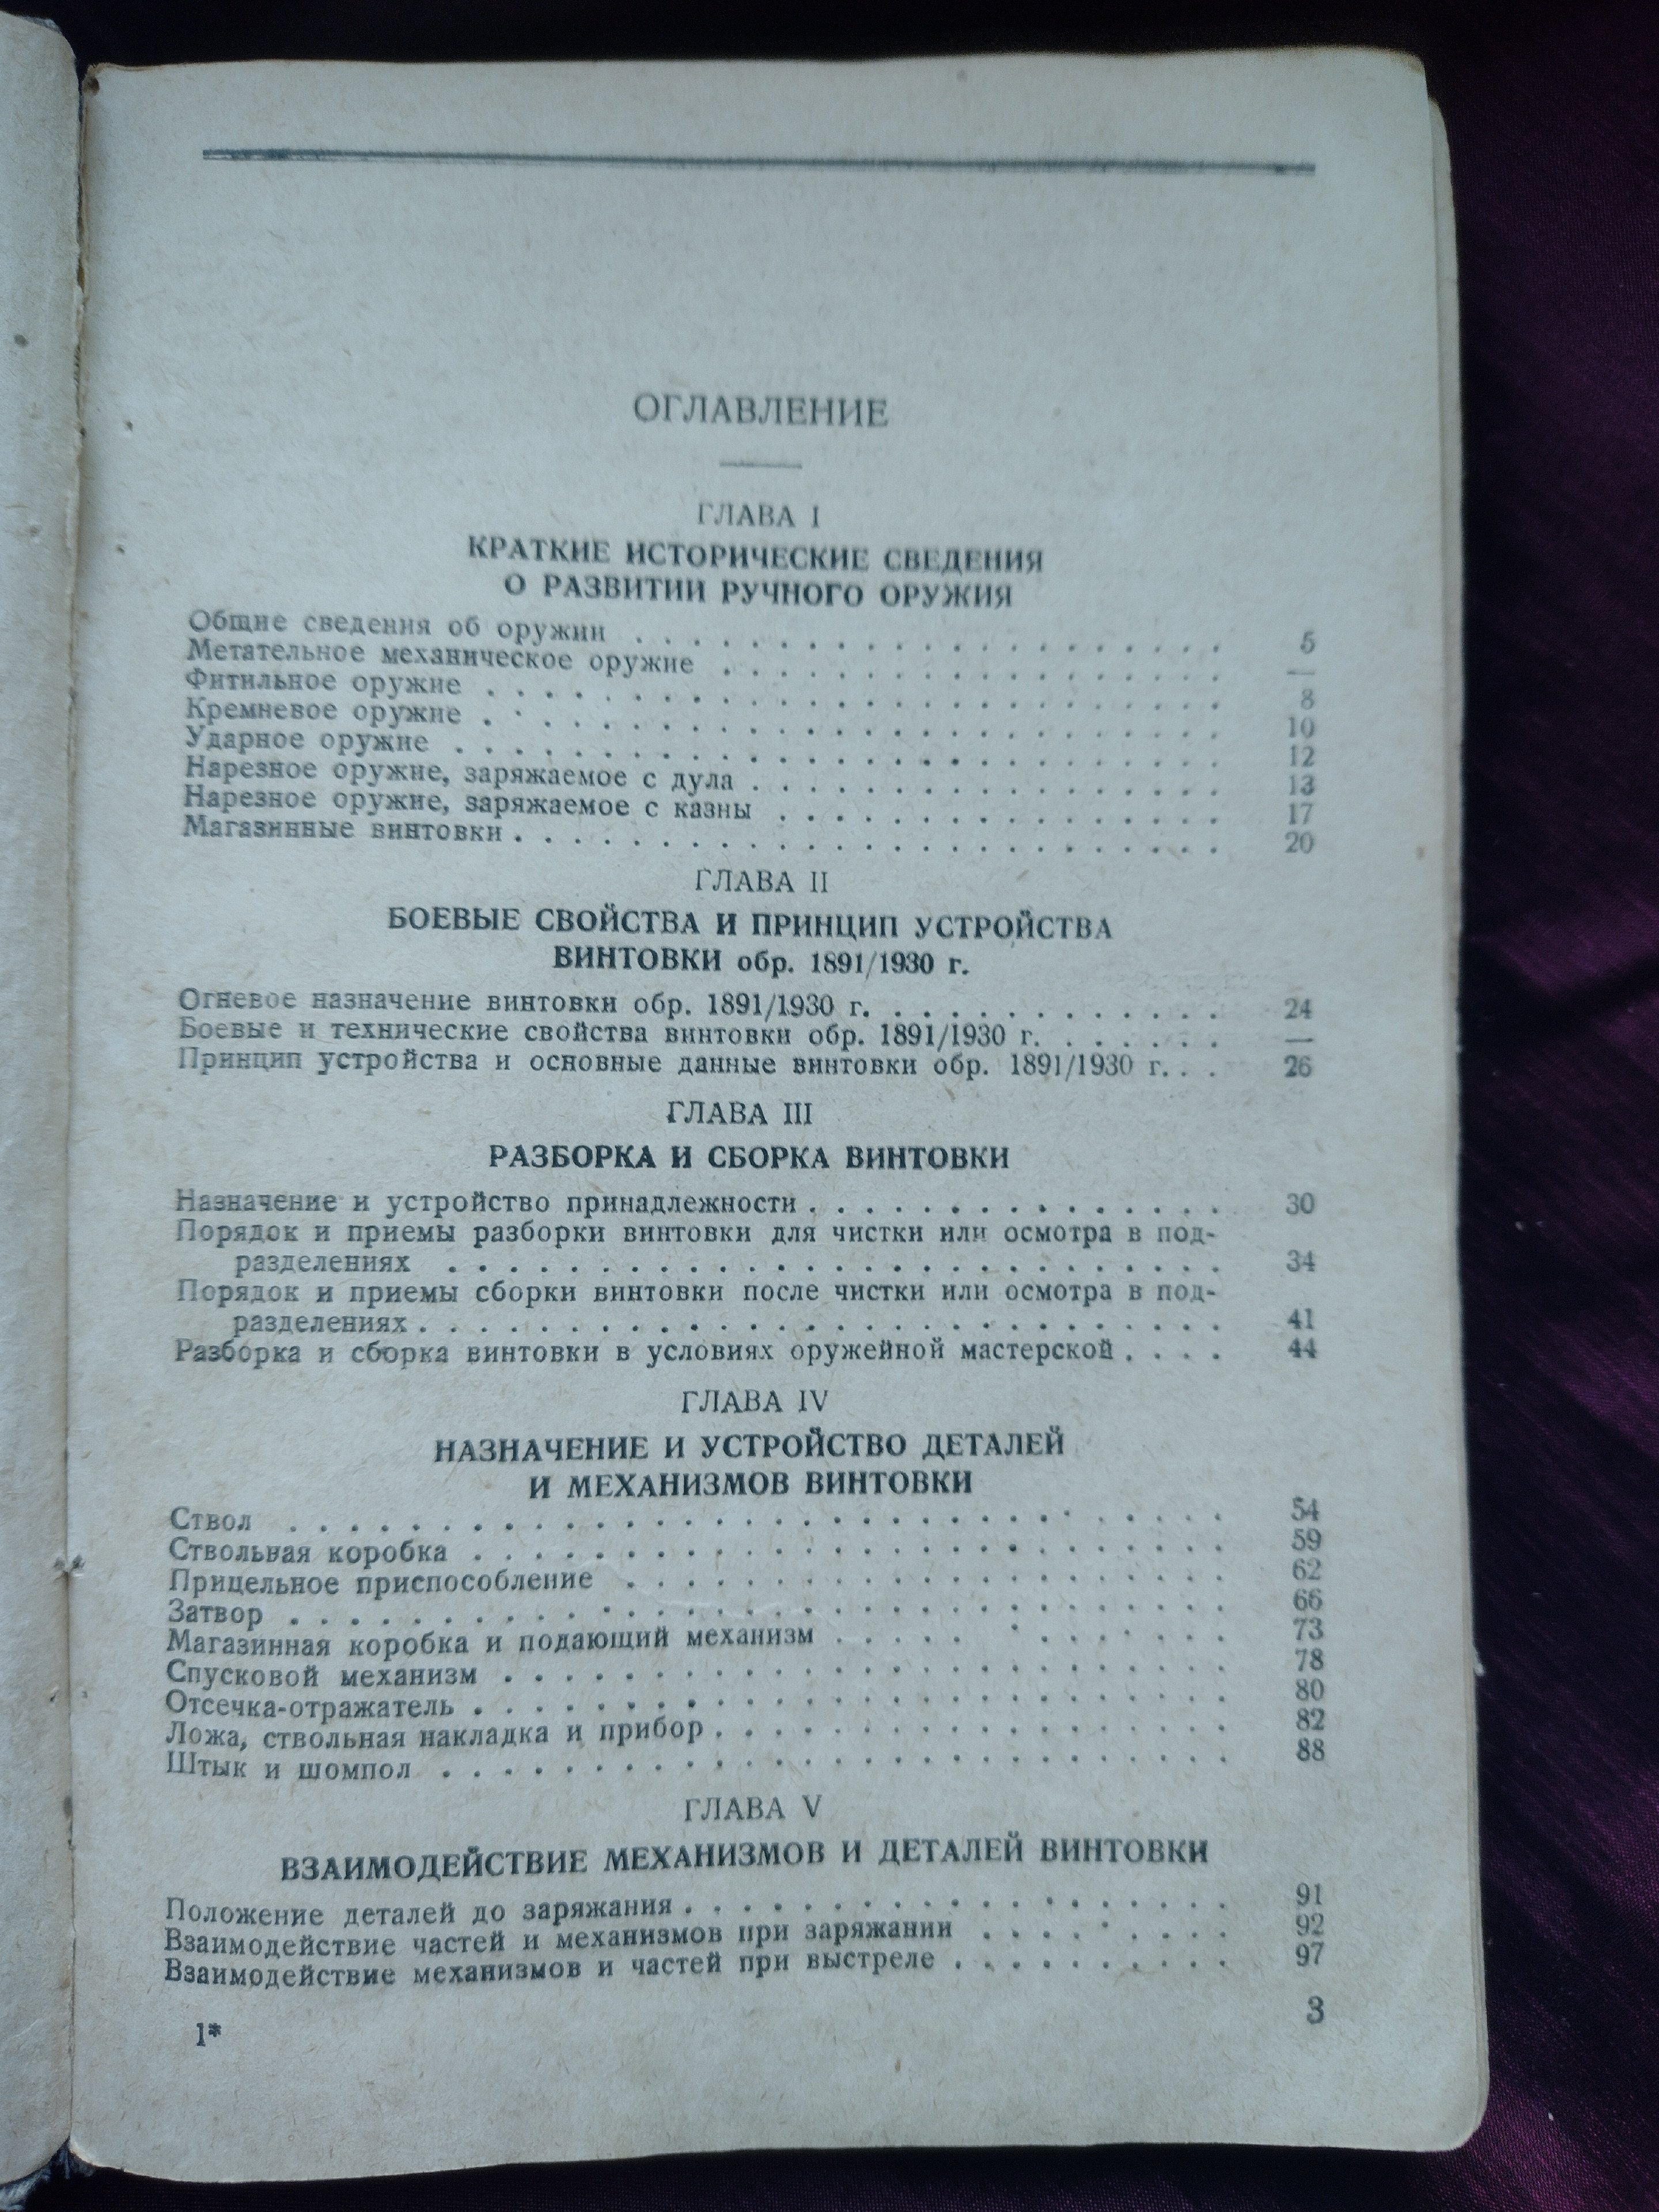 ОГЛАВЛЕНИЕ
ГЛАВА I
КРАТКИЕ ИСТОРИЧЕСКИЕ СВЕДЕНИЯ
О РАЗВИТИИ РУЧНОГО ОРУЖИЯ
Общие сведения об оружии . . . . . . . . . . . . . . . . . . . . 5
Метательное механическое оружие . . . . . . . . . . . . . . . . . —
Фитильное оружие . . . . . . . . . . . . . . . . . . . . . . . . 8
Кремневое оружие . . . . . . . . . . . . . . . . . . . . . . . . 10
Ударное оружие . . . . . . . . . . . . . . . . . . . . . . . . . 12
Нарезное оружие, заряжаемое с дула . . . . . . . . . . . . . . . 13
Нарезное оружие, заряжаемое с казны . . . . . . . . . . . . . . . 17
Магазинные винтовки . . . . . . . . . . . . . . . . . . . . . . . 20
ГЛАВА II
БОЕВЫЕ СВОЙСТВА И ПРИНЦИП УСТРОЙСТВА
ВИНТОВКИ обр. 1891/1930 г.
Огневое назначение винтовки обр. 1891/1930 г. . . . . . . . . . . 24
Боевые и технические свойства винтовки обр. 1891/1930 г. . . . . . —
Принцип устройства и основные данные винтовки обр. 1891/1930 г. . . 26
ГЛАВА III
РАЗБОРКА И СБОРКА ВИНТОВКИ
Назначение и устройство принадлежности . . . . . . . . . . . . . . 30
Порядок и приемы разборки винтовки для чистки или осмотра в под-
разделениях . . . . . . . . . . . . . . . . . . . . . . . . . . 34
Порядок и приемы сборки винтовки после чистки или осмотра в под-
разделениях . . . . . . . . . . . . . . . . . . . . . . . . . . . 41
Разборка и сборка винтовки в условиях оружейной мастерской . . . . 44
ГЛАВА IV
НАЗНАЧЕНИЕ И УСТРОЙСТВО ДЕТАЛЕЙ
И МЕХАНИЗМОВ ВИНТОВКИ
Ствол . . . . . . . . . . . . . . . . . . . . . . . . . . . . . . 54
Ствольная коробка . . . . . . . . . . . . . . . . . . . . . . . . 59
Прицельное приспособление . . . . . . . . . . . . . . . . . . . . 62
Затвор . . . . . . . . . . . . . . . . . . . . . . . . . . . . . . 66
Магазинная коробка и подающий механизм . . . . . . . . . . . . . 73
Спусковой механизм . . . . . . . . . . . . . . . . . . . . . . . . 78
Отсечка-отражатель . . . . . . . . . . . . . . . . . . . . . . . . 80
Ложа, ствольная накладка и прибор . . . . . . . . . . . . . . . . 82
Штык и шомпол . . . . . . . . . . . . . . . . . . . . . . . . . . 88
ГЛАВА V
ВЗАИМОДЕЙСТВИЕ МЕХАНИЗМОВ И ДЕТАЛЕЙ ВИНТОВКИ
Положение деталей до заряжания . . . . . . . . . . . . . . . . . . 91
Взаимодействие частей и механизмов при заряжании . . . . . . . . . 92
Взаимодействие механизмов и частей при выстреле . . . . . . . . . . 97
1*
3